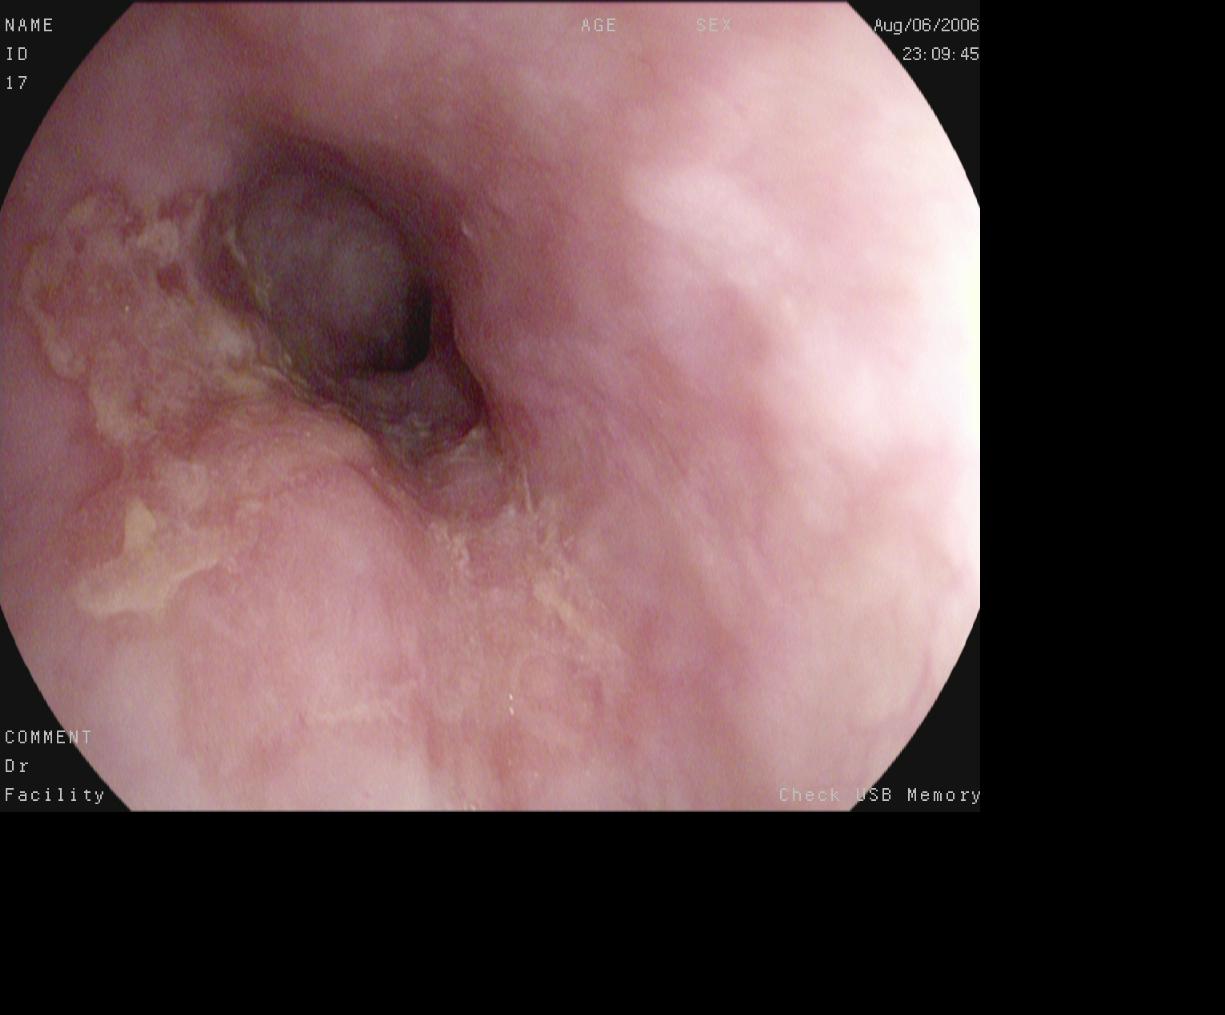 NAME AGE SEX Aug/06/2006
ID 23:09:45
17
COMMENT
Dr
Facility Check USB Memory